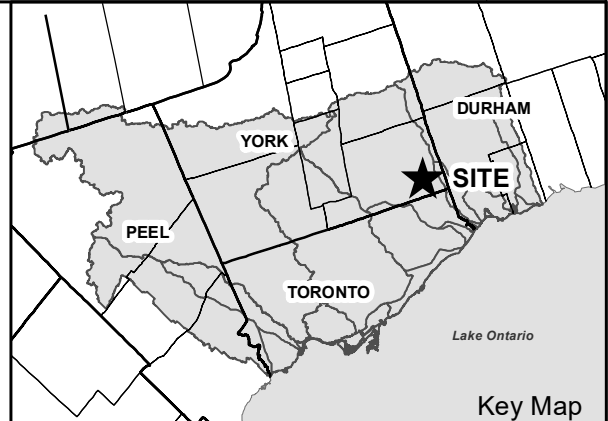 DURHAM
YORK
SITE
PEEL
TORONTO
Lake Ontario
Key Map